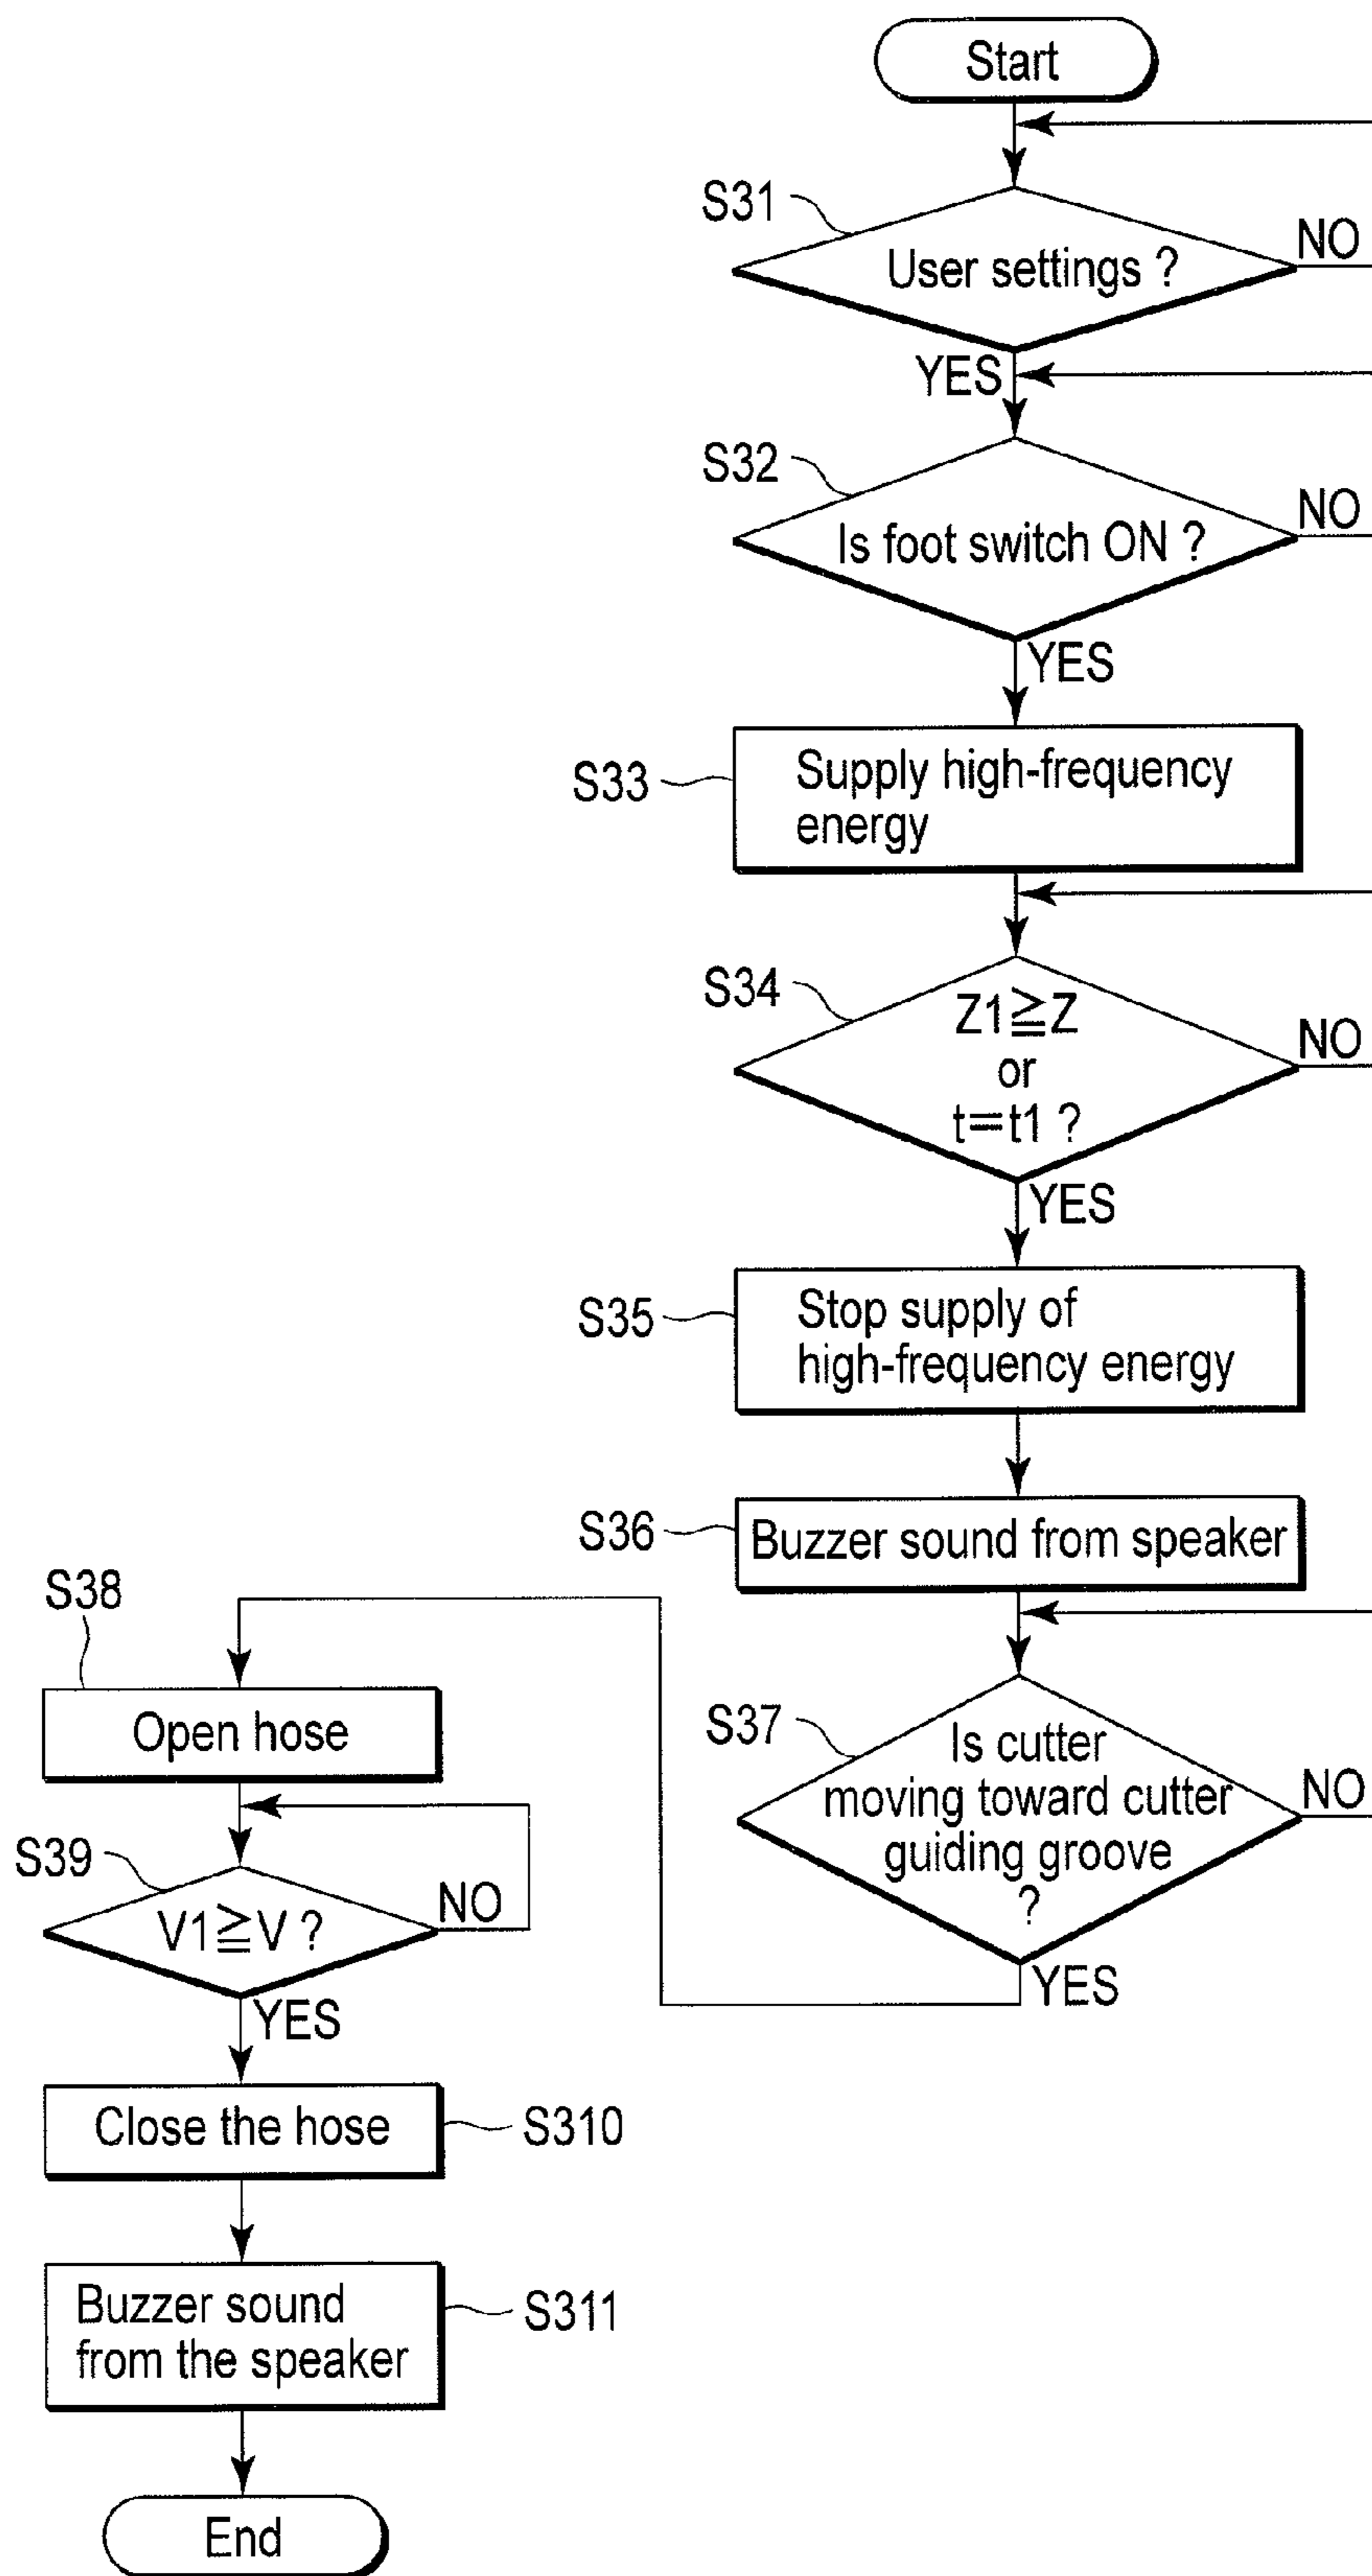 Start
S31
User settings ?
NO
YES
S32
Is foot switch ON ?
NO
YES
S33
Supply high-frequency
energy
S34
Z1≧Z
or
t=t1 ?
NO
YES
S35
Stop supply of
high-frequency energy
S36
Buzzer sound from speaker
S37
Is cutter
moving toward cutter
guiding groove
?
NO
YES
S38
Open hose
S39
V1≧V ?
NO
YES
Close the hose
S310
Buzzer sound
from the speaker
S311
End